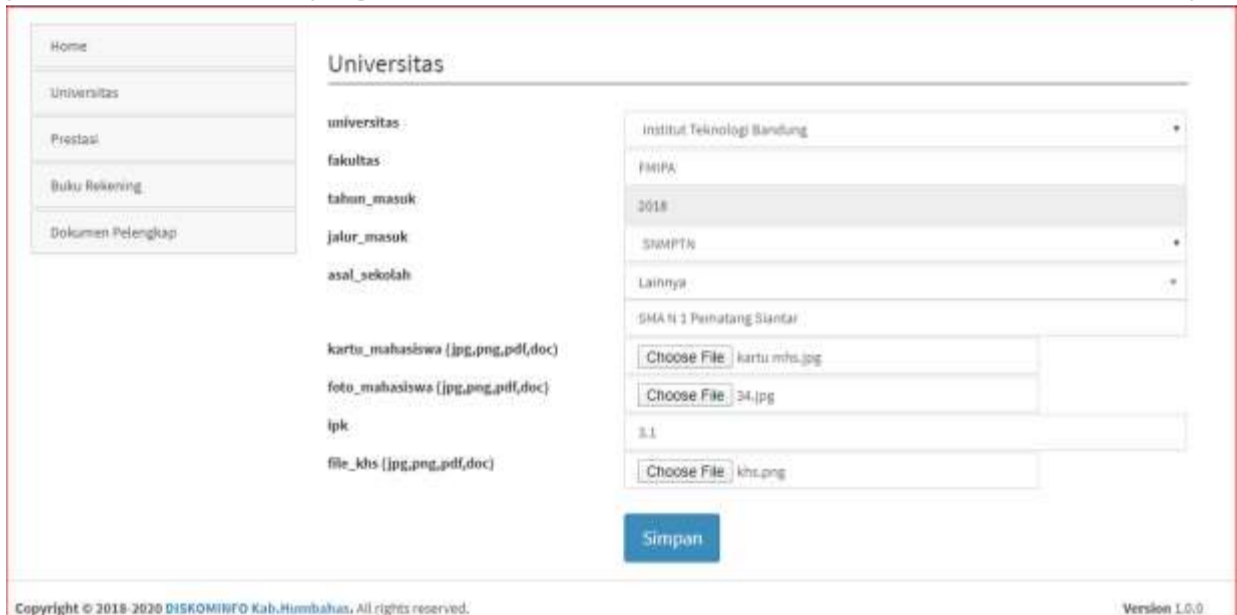 Home
Universitas
Prestasi
Buku Rekening
Dokumen Pelengkap
Universitas
universitas
Institut Teknologi Bandung
fakultas
FMIPA
tahun_masuk
2018
jalur_masuk
SNMPTN
asal_sekolah
Lainnya
SMA N 1 Pematang Siantar
kartu_mahasiswa (jpg,png,pdf,doc)
Choose File kartu mhs.jpg
foto_mahasiswa (jpg,png,pdf,doc)
Choose File 34.jpg
ipk
3.1
file_khs (jpg,png,pdf,doc)
Choose File khs.png
Simpan
Copyright © 2018-2020 DISKOMINFO Kab.Humbahas. All rights reserved.
Version 1.0.0